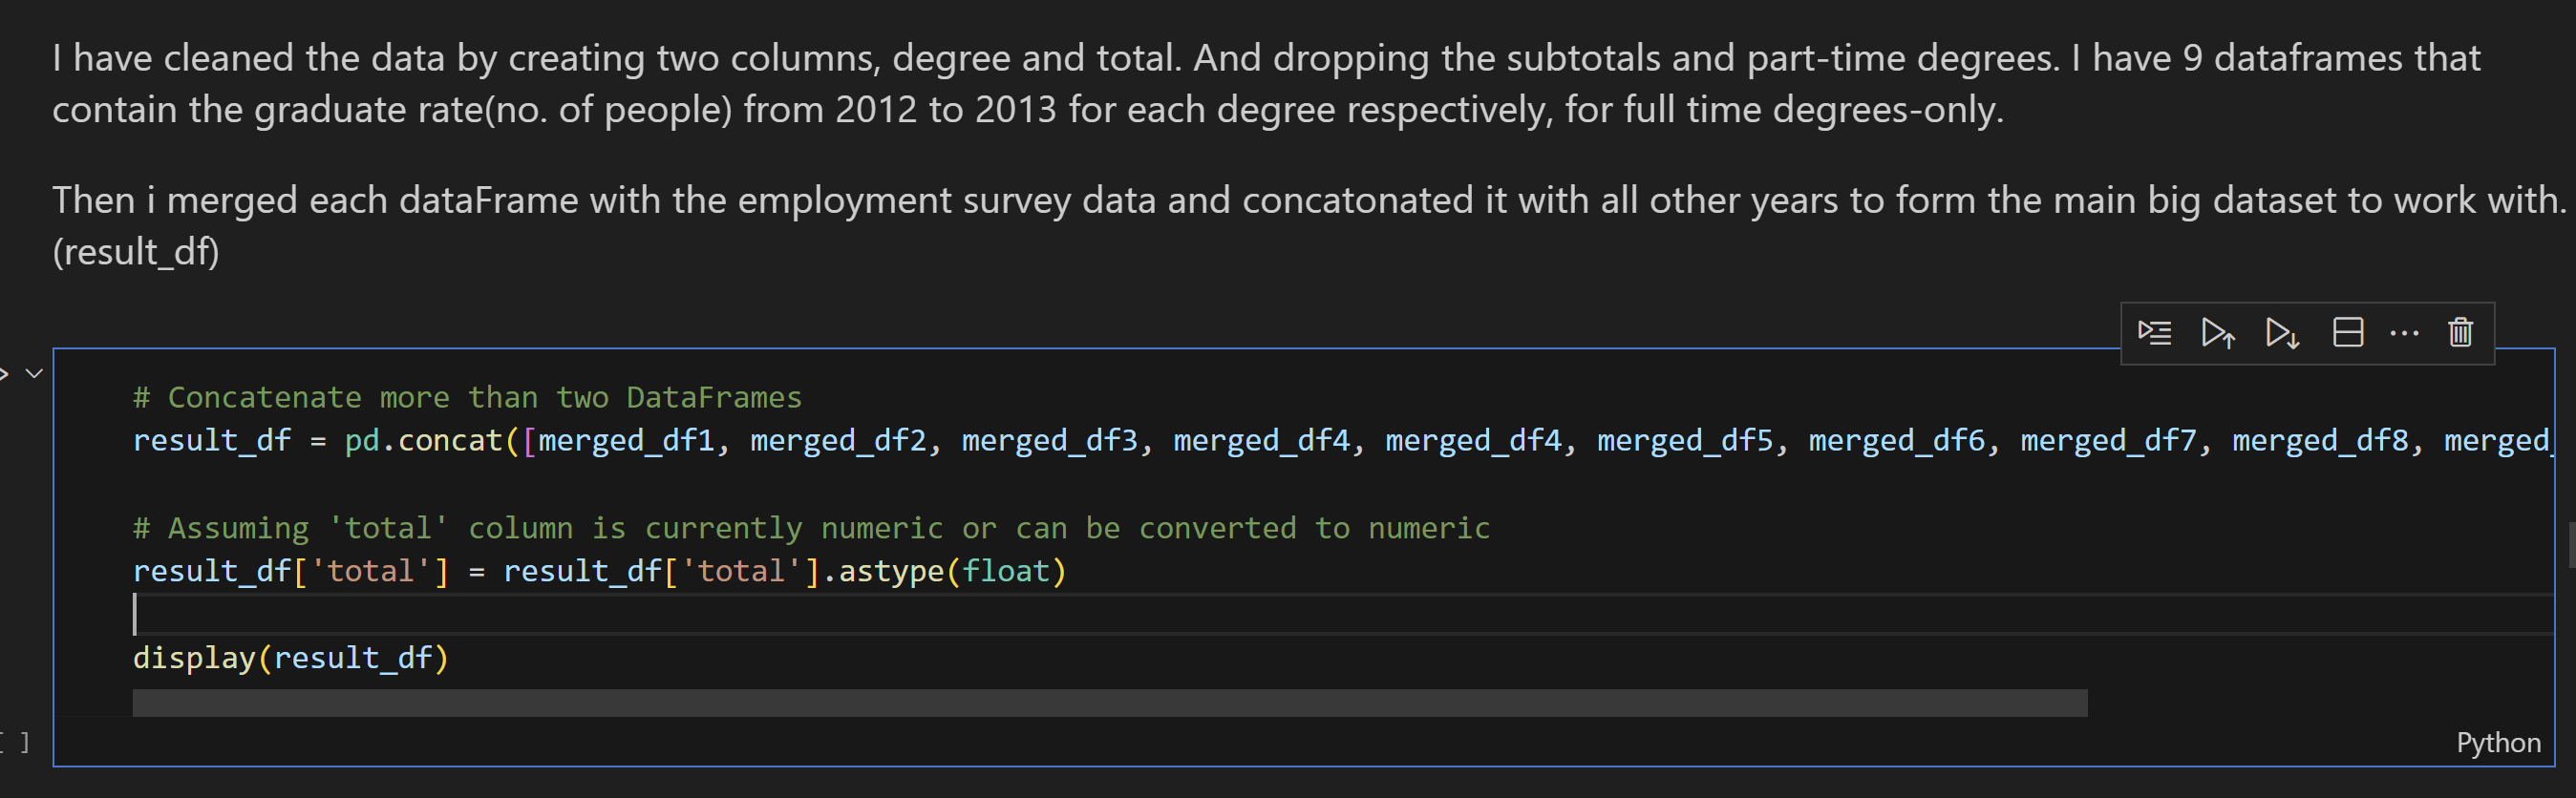 I have cleaned the data by creating two columns, degree and total. And dropping the subtotals and part-time degrees. I have 9 dataframes that
contain the graduate rate(no. of people) from 2012 to 2013 for each degree respectively, for full time degrees-only.
Then i merged each dataFrame with the employment survey data and concatonated it with all other years to form the main big dataset to work with.
(result_df)
# Concatenate more than two DataFrames
result_df = pd.concat([merged_df1, merged_df2, merged_df3, merged_df4, merged_df4, merged_df5, merged_df6, merged_df7, merged_df8, merged_
# Assuming 'total' column is currently numeric or can be converted to numeric
result_df['total'] = result_df['total'].astype(float)
display(result_df)
[ ]
Python